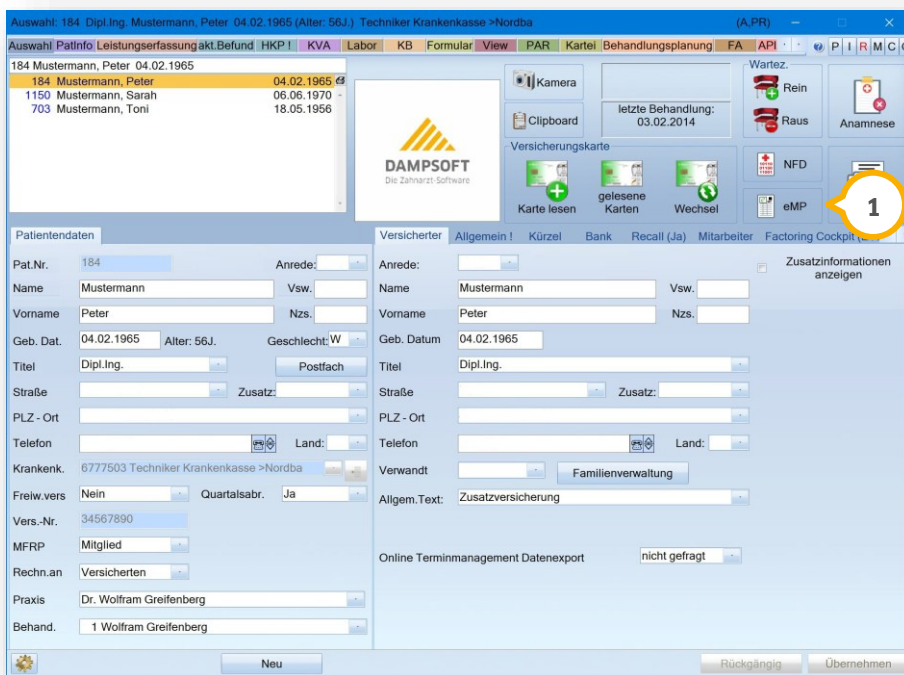 Auswahl: 184 Dipl.Ing. Mustermann, Peter 04.02.1965 (Alter: 56J.) Techniker Krankenkasse >Nordba (A,PR)
Auswahl PatInfo Leistungserfassung akt.Befund HKP ! KVA Labor KB Formular View PAR Kartei Behandlungsplanung FA API P I R M C
184 Mustermann, Peter 04.02.1965
184 Mustermann, Peter 04.02.1965
1150 Mustermann, Sarah 06.06.1970
703 Mustermann, Toni 18.05.1956
DAMPSOFT
Die Zahnarzt-Software
Kamera
Clipboard
letzte Behandlung:
03.02.2014
Wartez.
Rein
Raus
Anamnese
Versicherungskarte
Karte lesen
gelesene
Karten
Wechsel
NFD
eMP
1
Patientendaten
Versicherter Allgemein ! Kürzel Bank Recall (Ja) Mitarbeiter Factoring Cockpit
Pat.Nr. 184 Anrede:
Name Mustermann Vsw.
Vorname Peter Nzs.
Geb. Dat. 04.02.1965 Alter: 56J. Geschlecht: W
Titel Dipl.Ing. Postfach
Straße Zusatz:
PLZ - Ort
Telefon Land:
Krankenk. 6777503 Techniker Krankenkasse >Nordba
Freiw.vers Nein Quartalsabr. Ja
Vers.-Nr. 34567890
MFRP Mitglied
Rechn.an Versicherten
Praxis Dr. Wolfram Greifenberg
Behand. 1 Wolfram Greifenberg
Anrede:
Zusatzinformationen
anzeigen
Name Mustermann Vsw.
Vorname Peter Nzs.
Geb. Datum 04.02.1965
Titel Dipl.Ing.
Straße Zusatz:
PLZ - Ort
Telefon Land:
Verwandt Familienverwaltung
Allgem.Text: Zusatzversicherung
Online Terminmanagement Datenexport nicht gefragt
Neu
Rückgängig
Übernehmen